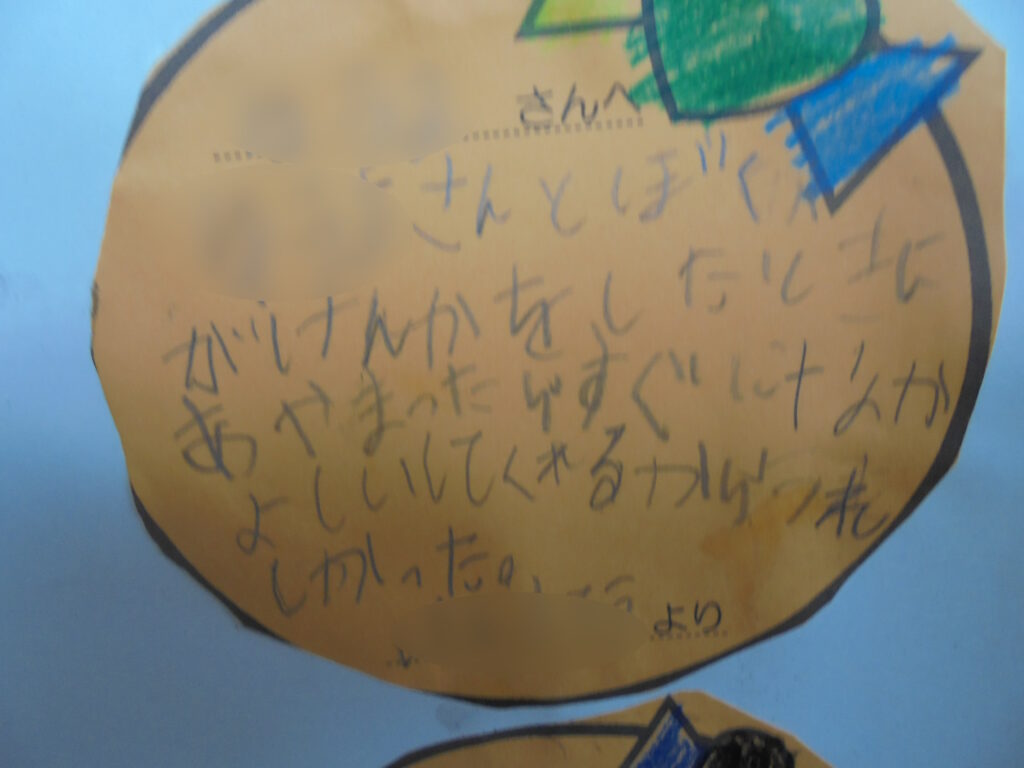 さんへ
さんとぼく
がけんかをしたときに
あやまったらすぐになか
よしいしてくれるからうれ
しかった。
より